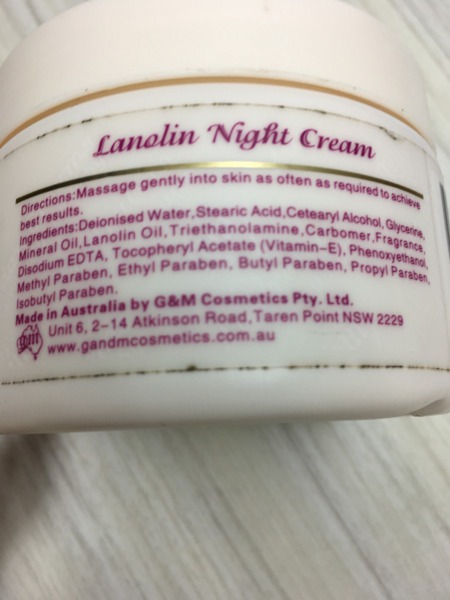 Lanolin Night Cream
Directions:Massage gently into skin as often as required to achieve
best results.
Ingredients:Deionised Water,Stearic Acid,Cetearyl Alcohol, Glycerine,
Mineral Oil,Lanolin Oil,Triethanolamine,Carbomer,Fragrance,
Disodium EDTA, Tocopheryl Acetate (Vitamin-E), Phenoxyethanol,
Methyl Paraben, Ethyl Paraben, Butyl Paraben, Propyl Paraben,
Isobutyl Paraben.
Made in Australia by G&M Cosmetics Pty. Ltd.
Unit 6, 2-14 Atkinson Road,Taren Point NSW 2229
www.gandmcosmetics.com.au